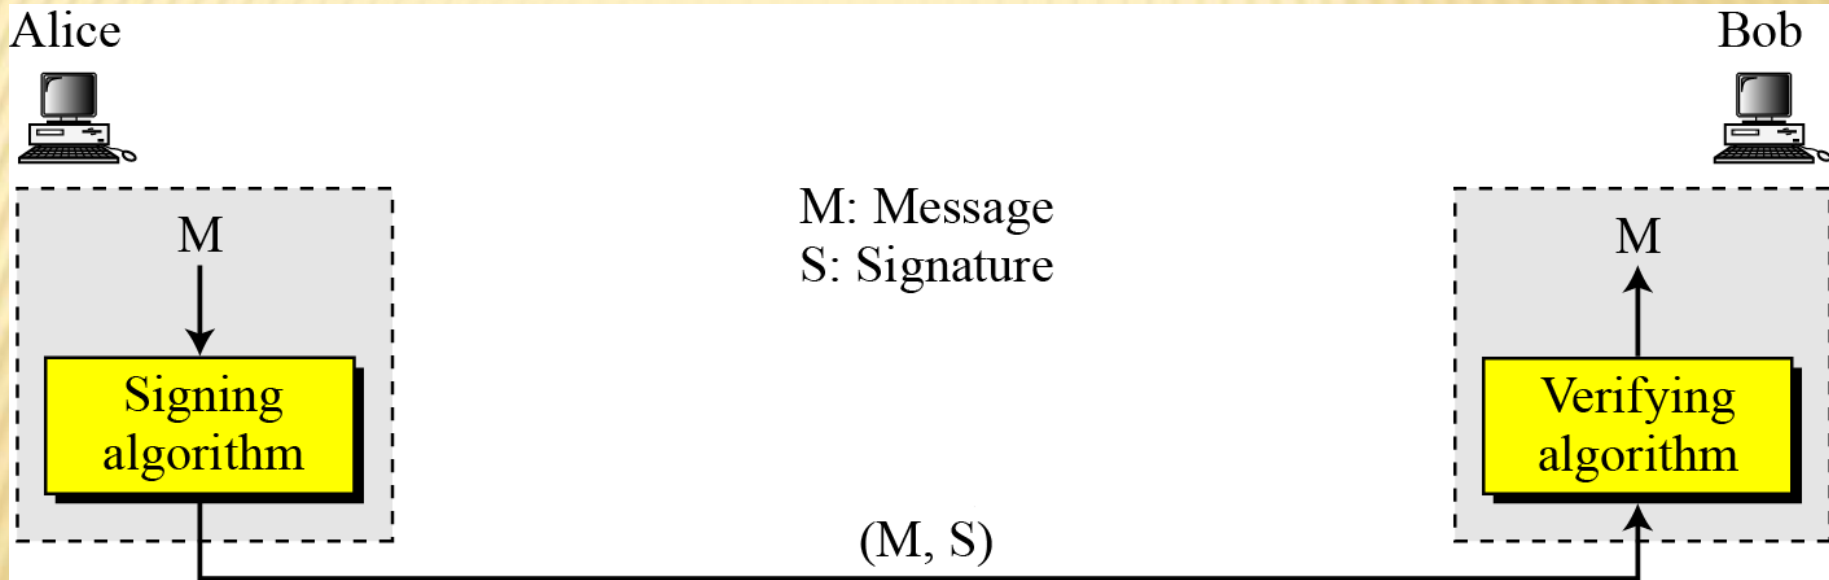 Alice
Bob
M: Message
S: Signature
M
M
Signing
algorithm
Verifying
algorithm
(M, S)